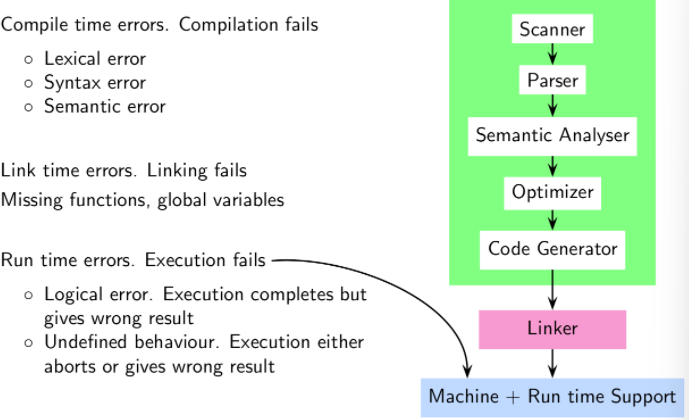 Compile time errors. Compilation fails
○ Lexical error
○ Syntax error
○ Semantic error
Link time errors. Linking fails
Missing functions, global variables
Run time errors. Execution fails
○ Logical error. Execution completes but
gives wrong result
○ Undefined behaviour. Execution either
aborts or gives wrong result
Scanner
Parser
Semantic Analyser
Optimizer
Code Generator
Linker
Machine + Run time Support